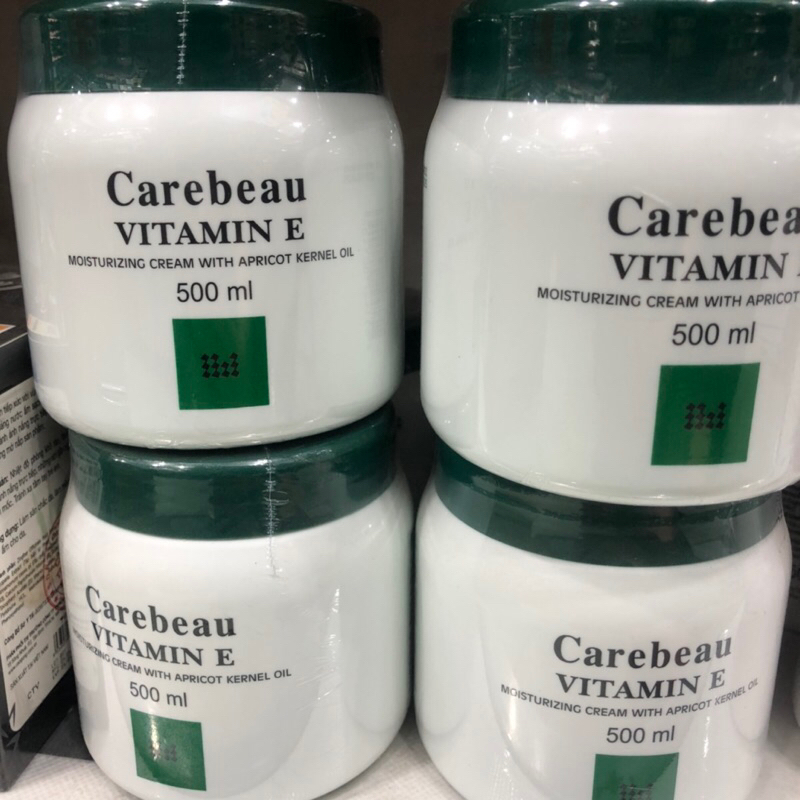 Carebeau
VITAMIN E
MOISTURIZING CREAM WITH APRICOT KERNEL OIL
500 ml
Carebea
VITAMIN
MOISTURIZING CREAM WITH APRICOT
500 ml
Carebeau
VITAMIN E
MOISTURIZING CREAM WITH APRICOT KERNEL OIL
500 ml
Carebeau
VITAMIN E
MOISTURIZING CREAM WITH APRICOT KERNEL OIL
500 ml
CTY